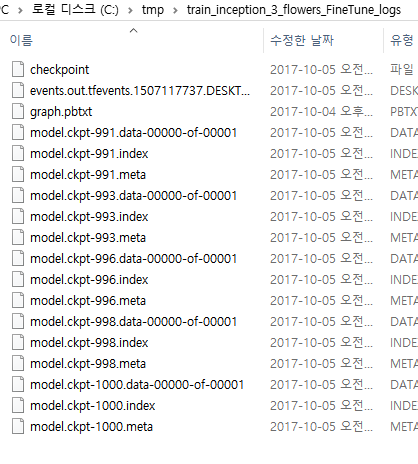 PC > 로컬 디스크 (C:) > tmp > train_inception_3_flowers_FineTune_logs
이름 수정한 날짜 유형
checkpoint 2017-10-05 오전... 파일
events.out.tfevents.1507117737.DESKT... 2017-10-05 오전... DESK
graph.pbtxt 2017-10-04 오후... PBTX
model.ckpt-991.data-00000-of-00001 2017-10-05 오전... DATA
model.ckpt-991.index 2017-10-05 오전... INDE
model.ckpt-991.meta 2017-10-05 오전... META
model.ckpt-993.data-00000-of-00001 2017-10-05 오전... DATA
model.ckpt-993.index 2017-10-05 오전... INDE
model.ckpt-993.meta 2017-10-05 오전... META
model.ckpt-996.data-00000-of-00001 2017-10-05 오전... DATA
model.ckpt-996.index 2017-10-05 오전... INDE
model.ckpt-996.meta 2017-10-05 오전... META
model.ckpt-998.data-00000-of-00001 2017-10-05 오전... DATA
model.ckpt-998.index 2017-10-05 오전... INDE
model.ckpt-998.meta 2017-10-05 오전... META
model.ckpt-1000.data-00000-of-00001 2017-10-05 오전... DATA
model.ckpt-1000.index 2017-10-05 오전... INDE
model.ckpt-1000.meta 2017-10-05 오전... META